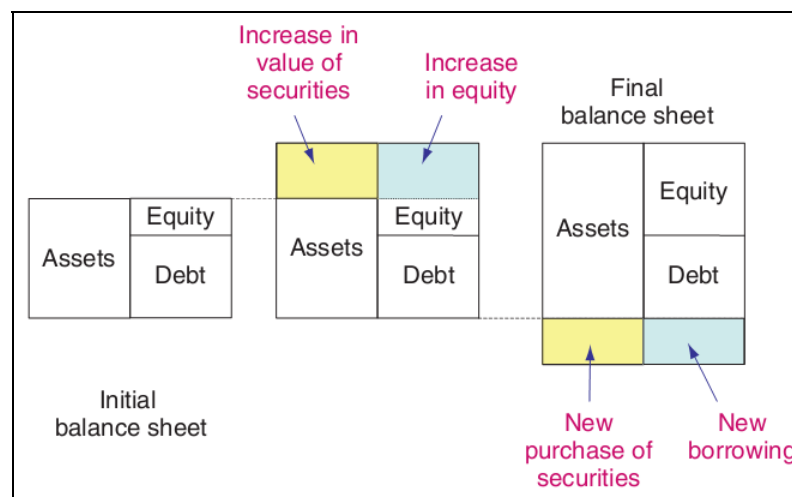 Increase in
value of
securities
Increase
in equity
Final
balance sheet
Assets
Equity
Debt
Assets
Equity
Debt
Assets
Equity
Debt
Initial
balance sheet
New
purchase of
securities
New
borrowing